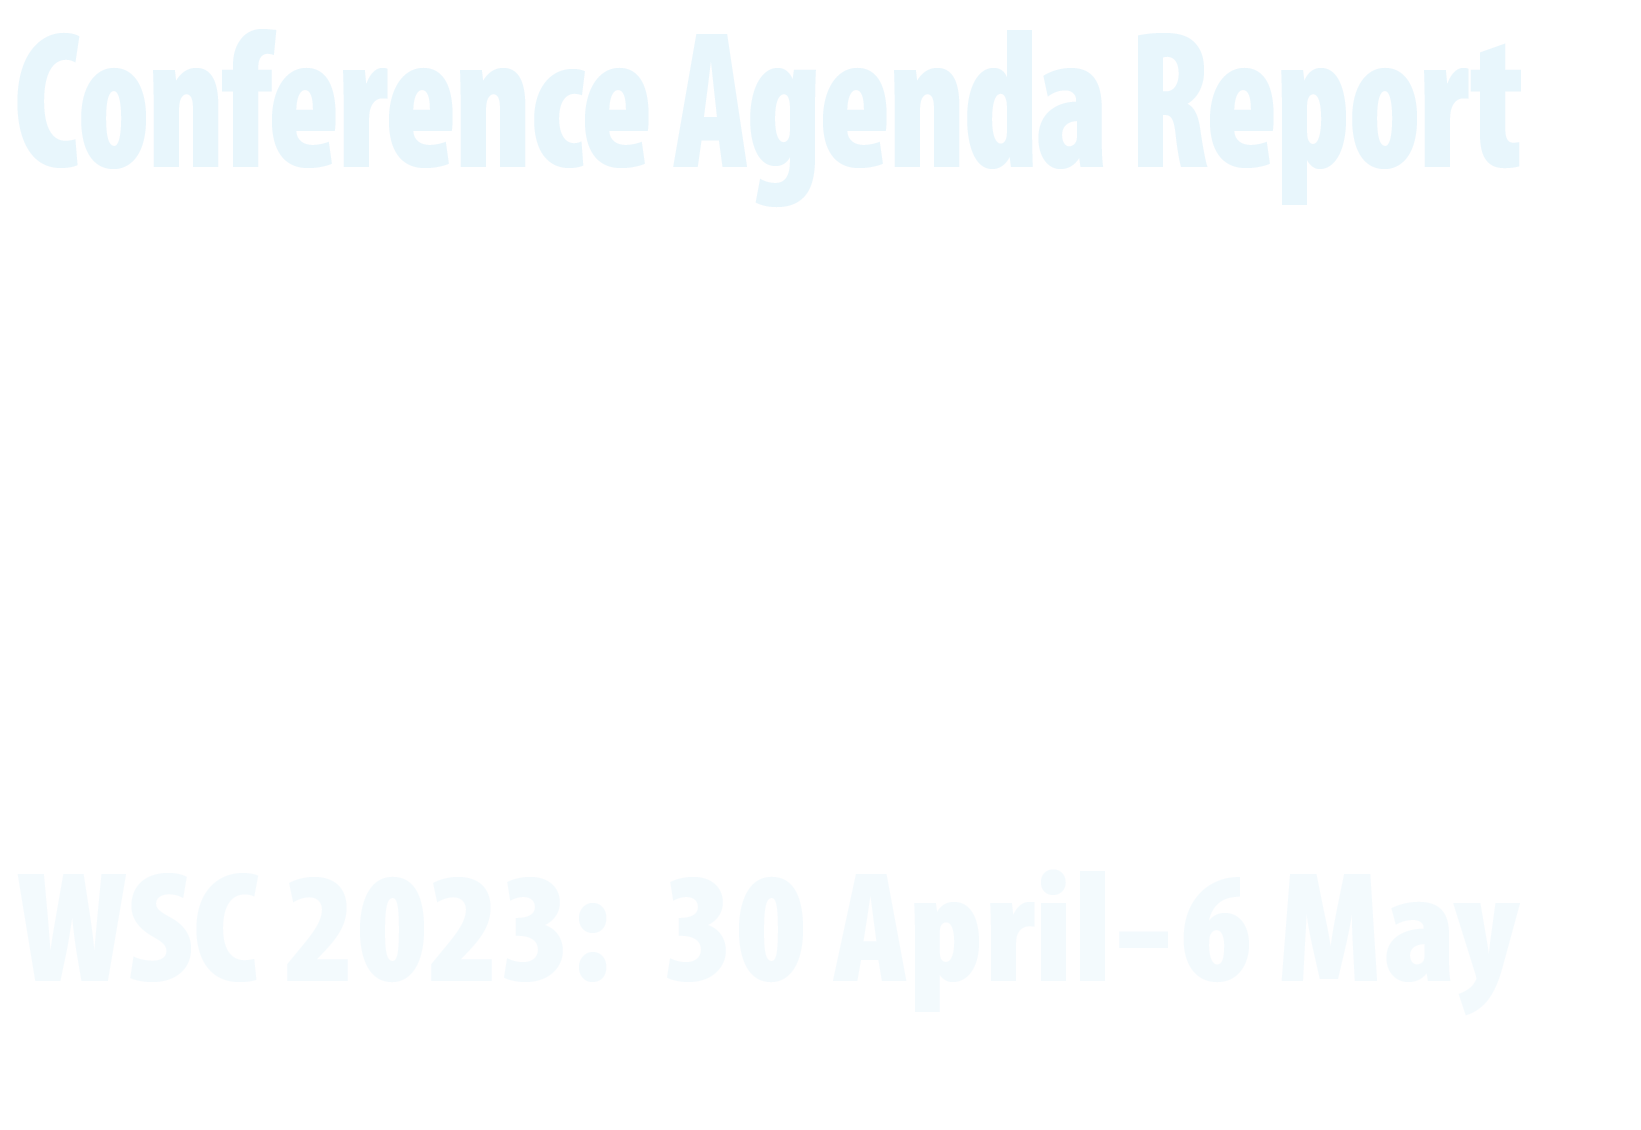 Conference Agenda Report
WSC 2023: 30 April–6 May